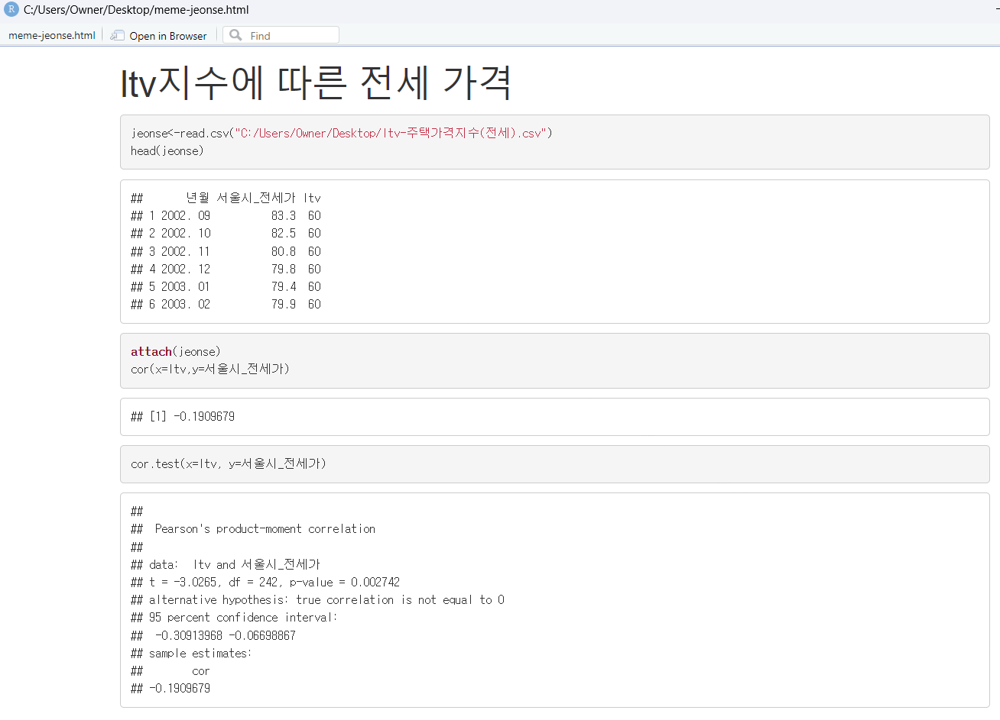 R C:/Users/Owner/Desktop/meme-jeonse.html
meme-jeonse.html Open in Browser Find
ltv지수에 따른 전세 가격
jeonse<-read.csv("C:/Users/Owner/Desktop/ltv-주택가격지수(전세).csv")
head(jeonse)
## 년월 서울시_전세가 ltv
## 1 2002. 09 83.3 60
## 2 2002. 10 82.5 60
## 3 2002. 11 80.8 60
## 4 2002. 12 79.8 60
## 5 2003. 01 79.4 60
## 6 2003. 02 79.9 60
attach(jeonse)
cor(x=ltv,y=서울시_전세가)
## [1] -0.1909679
cor.test(x=ltv, y=서울시_전세가)
##
## Pearson's product-moment correlation
##
## data: ltv and 서울시_전세가
## t = -3.0265, df = 242, p-value = 0.002742
## alternative hypothesis: true correlation is not equal to 0
## 95 percent confidence interval:
## -0.30913968 -0.06698867
## sample estimates:
## cor
## -0.1909679